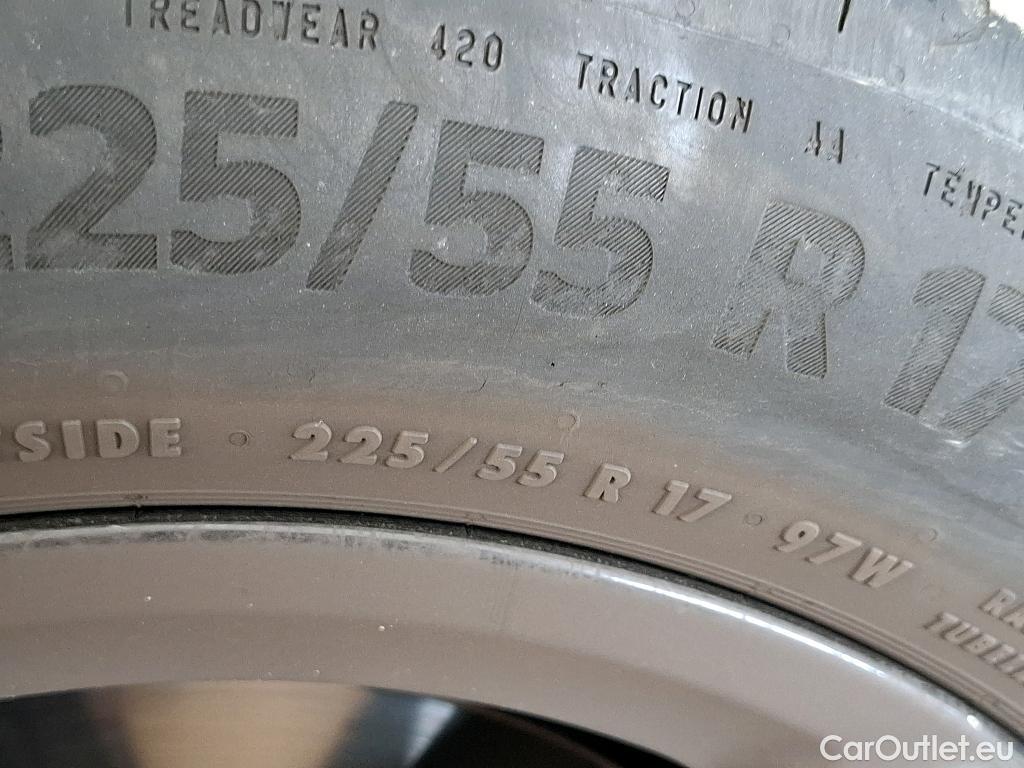 TREADWEAR 420 TRACTION AA
225/55 R 17
SIDE 225/55 R 17 97W
CarOutlet.eu